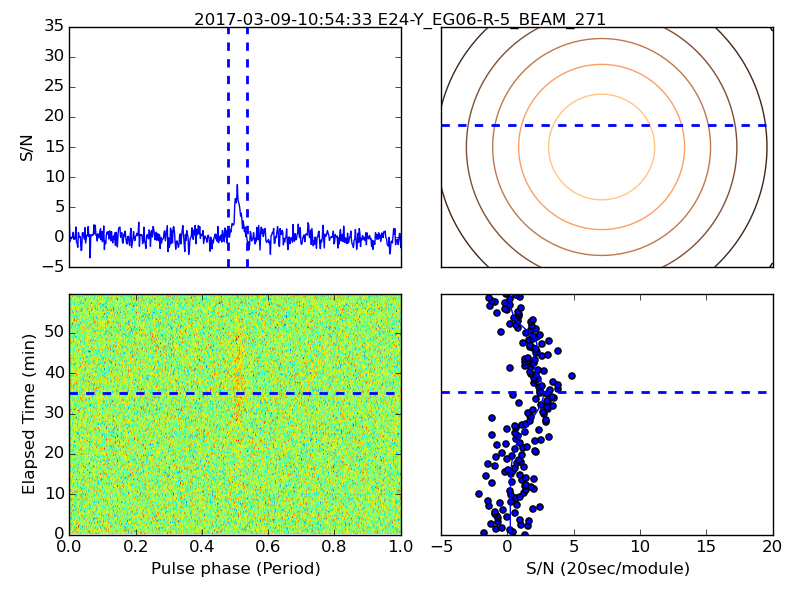 2017-03-09-10:54:33 E24-Y_EG06-R-5_BEAM_271
35
30
25
20
15
10
5
0
−5
S/N
50
40
30
20
10
0
Elapsed Time (min)
0.0 0.2 0.4 0.6 0.8 1.0
Pulse phase (Period)
−5 0 5 10 15 20
S/N (20sec/module)